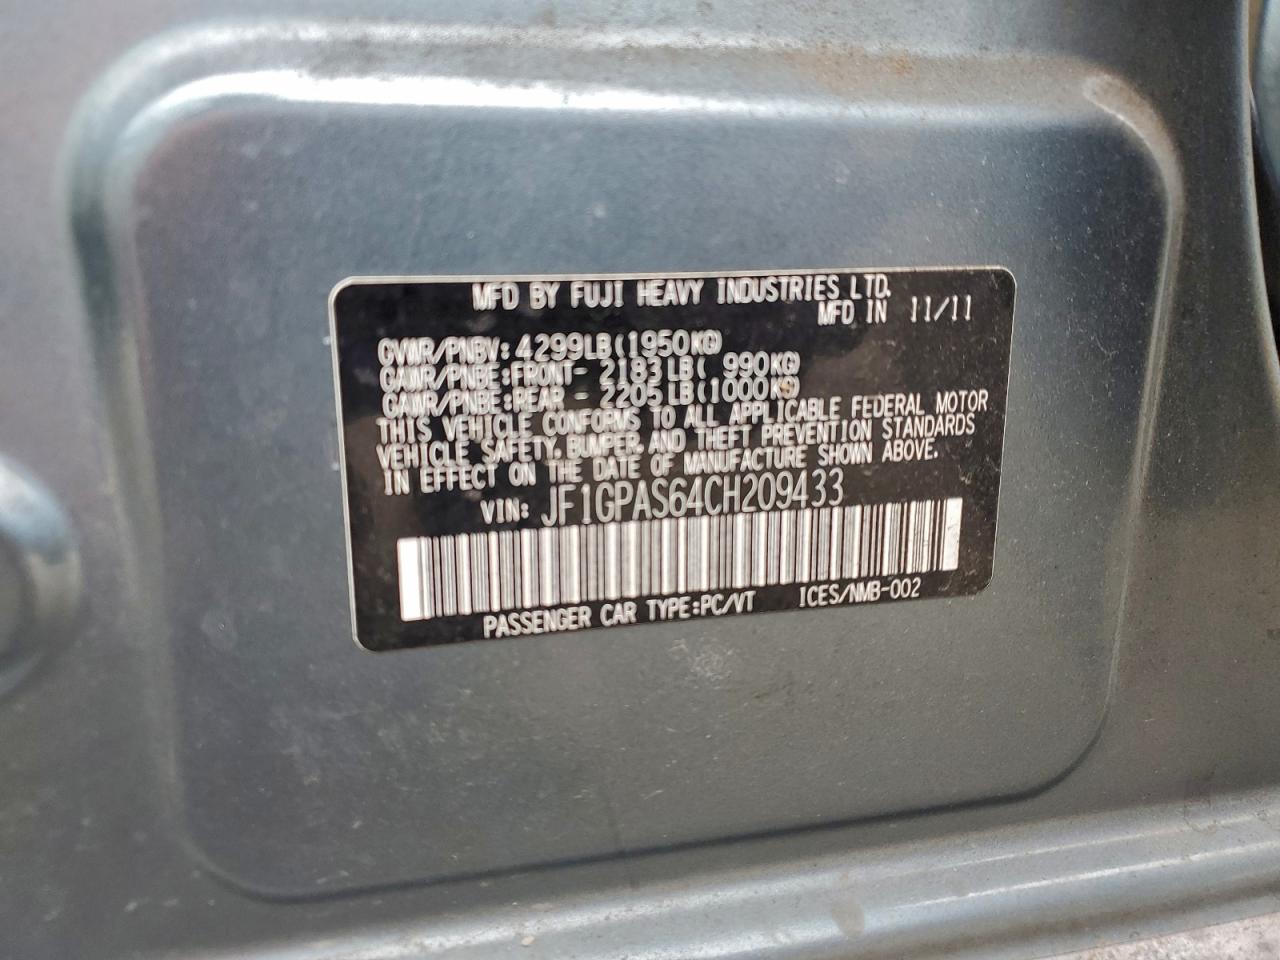 MFD BY FUJI HEAVY INDUSTRIES LTD.
MFD IN 11/11
GVWR/PNBV: 4299LB(1950KG)
GAWR/PNBE:FRONT- 2183LB( 990KG)
GAWR/PNBE:REAR - 2205LB(1000KG)
THIS VEHICLE CONFORMS TO ALL APPLICABLE FEDERAL MOTOR
VEHICLE SAFETY, BUMPER, AND THEFT PREVENTION STANDARDS
IN EFFECT ON THE DATE OF MANUFACTURE SHOWN ABOVE.
VIN: JF1GPAS64CH209433
PASSENGER CAR TYPE:PC/VT ICES/NMB-002